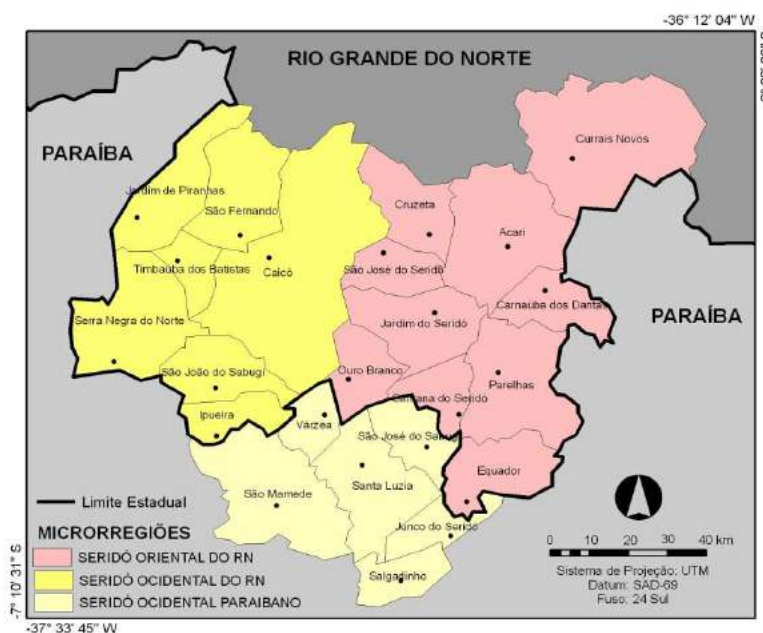 -36° 12' 04" W
RIO GRANDE DO NORTE
PARAÍBA
Currais Novos
Jardim de Piranhas
São Fernando
Cruzeta
Acari
Timbaúba dos Batistas
Caicó
São José do Seridó
Carnaúba dos Dantas
Serra Negra do Norte
Jardim do Seridó
PARAÍBA
São João do Sabugi
Ouro Branco
Parelhas
Santana do Seridó
Ipueira
Várzea
São José do Sabugi
Equador
Santa Luzia
São Mamede
Limite Estadual
Junco do Seridó
MICRORREGIÕES
SERIDÓ ORIENTAL DO RN
SERIDÓ OCIDENTAL DO RN
SERIDÓ OCIDENTAL PARAIBANO
Salgadinho
0 10 20 30 40 km
Sistema de Projeção: UTM
Datum: SAD-69
Fuso: 24 Sul
-7° 10' 31" S
-37° 33' 45" W